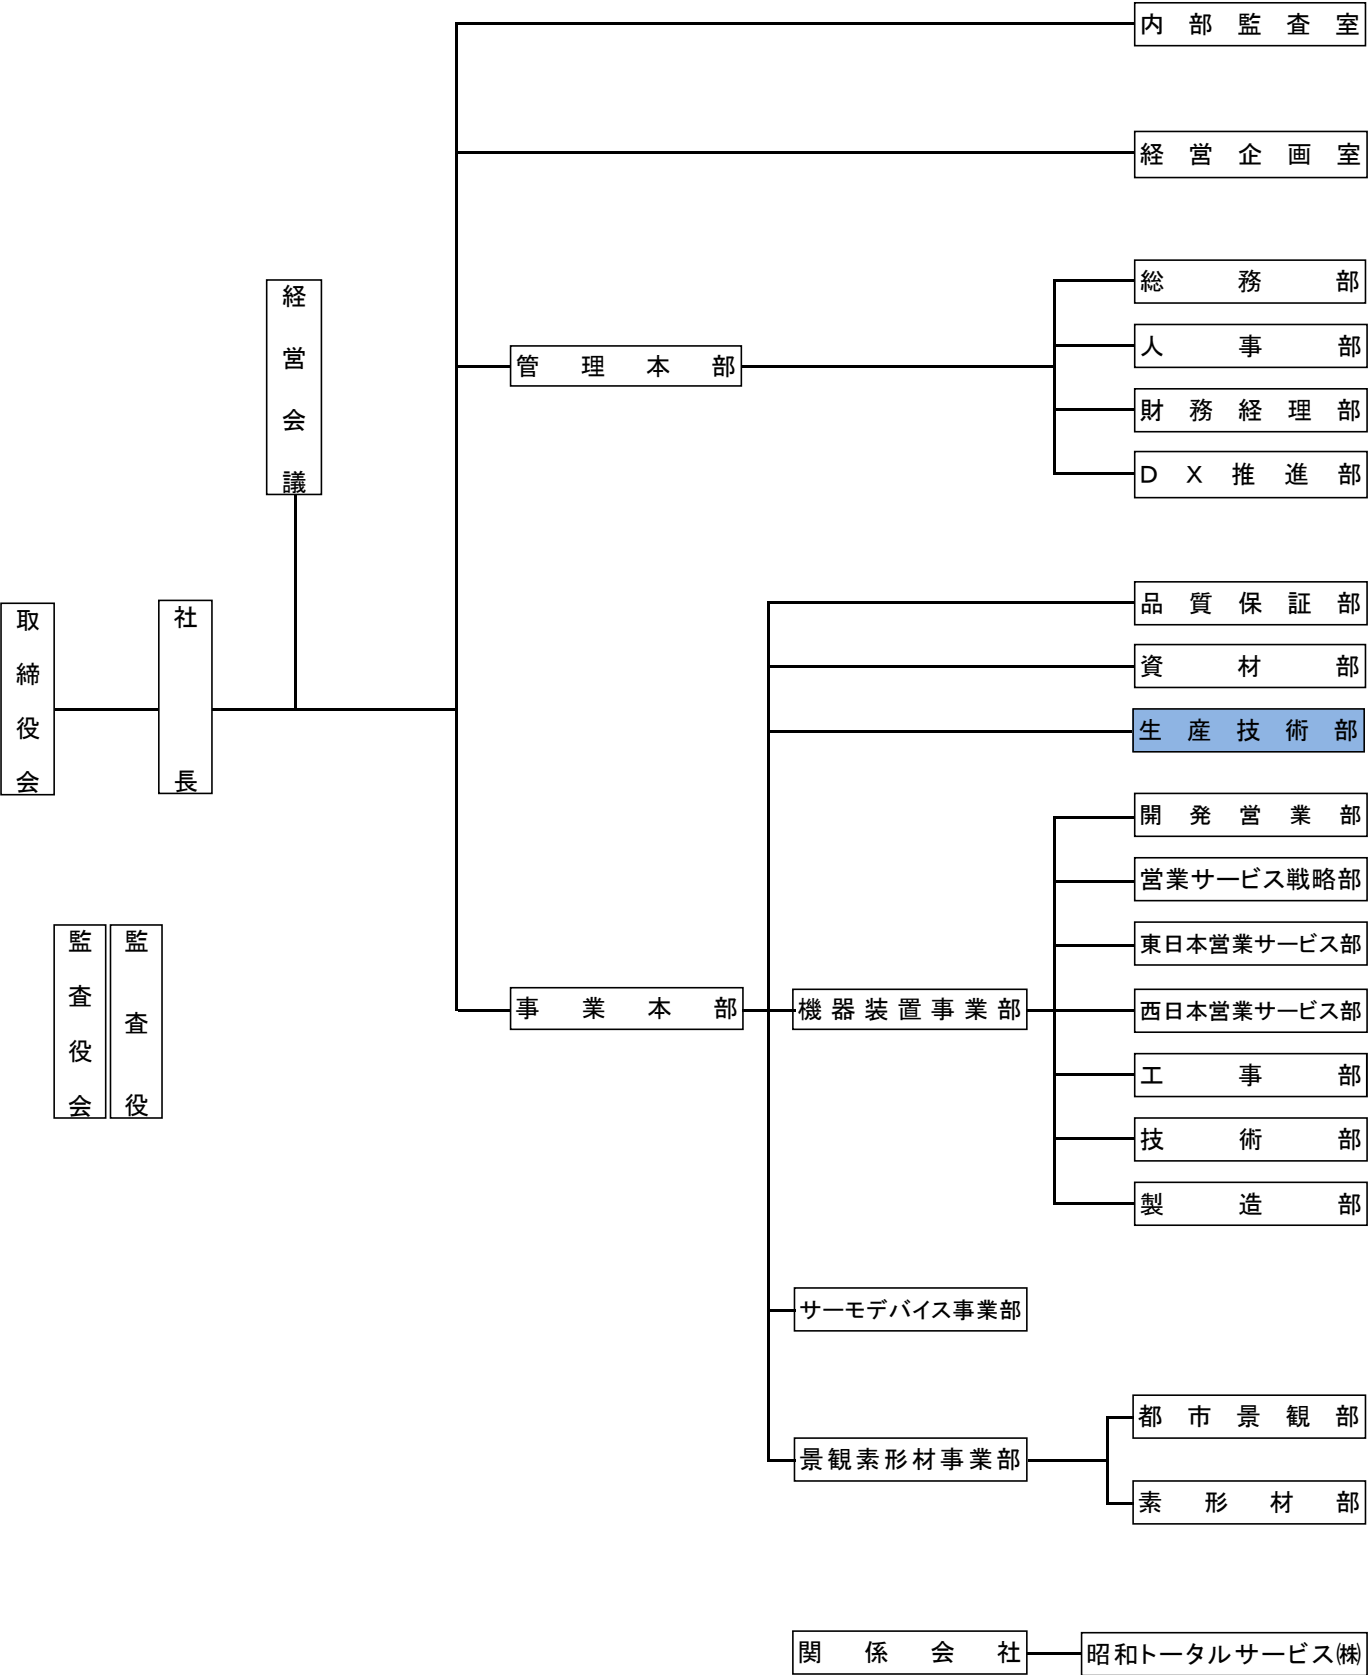 内部監査室
経営企画室
経営会議
総務部
管理本部
人事部
財務経理部
DX推進部
取締役会
社長
品質保証部
資材部
生産技術部
開発営業部
営業サービス戦略部
東日本営業サービス部
監査役会
監査役
事業本部
機器装置事業部
西日本営業サービス部
工事部
技術部
製造部
サーモデバイス事業部
都市景観部
景観素形材事業部
素形材部
関係会社
昭和トータルサービス㈱